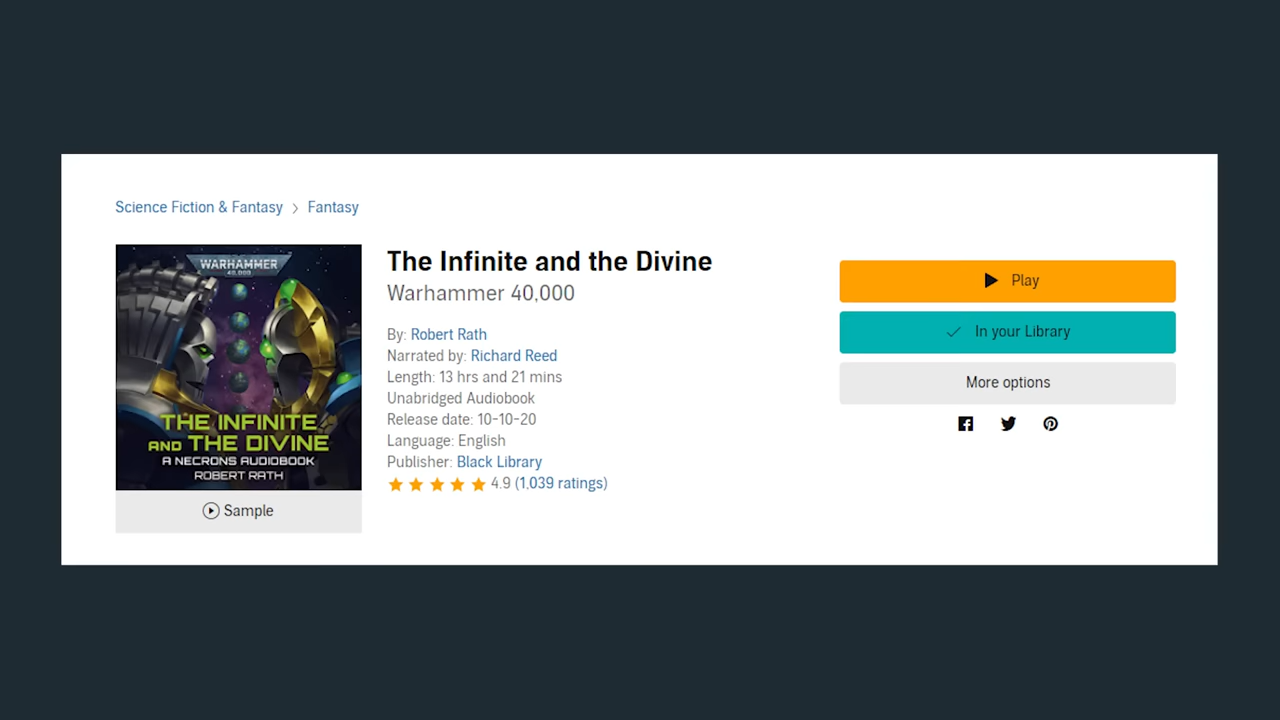 Science Fiction & Fantasy > Fantasy
WARHAMMER
40,000
THE INFINITE
AND THE DIVINE
A NECRONS AUDIOBOOK
ROBERT RATH
Sample
The Infinite and the Divine
Warhammer 40,000
By: Robert Rath
Narrated by: Richard Reed
Length: 13 hrs and 21 mins
Unabridged Audiobook
Release date: 10-10-20
Language: English
Publisher: Black Library
4.9 (1,039 ratings)
Play
In your Library
More options